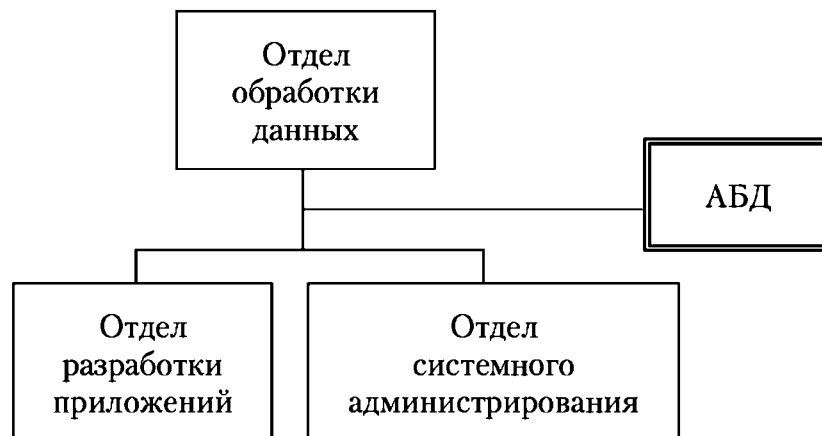 Отдел
обработки
данных
АБД
Отдел
разработки
приложений
Отдел
системного
администрирования